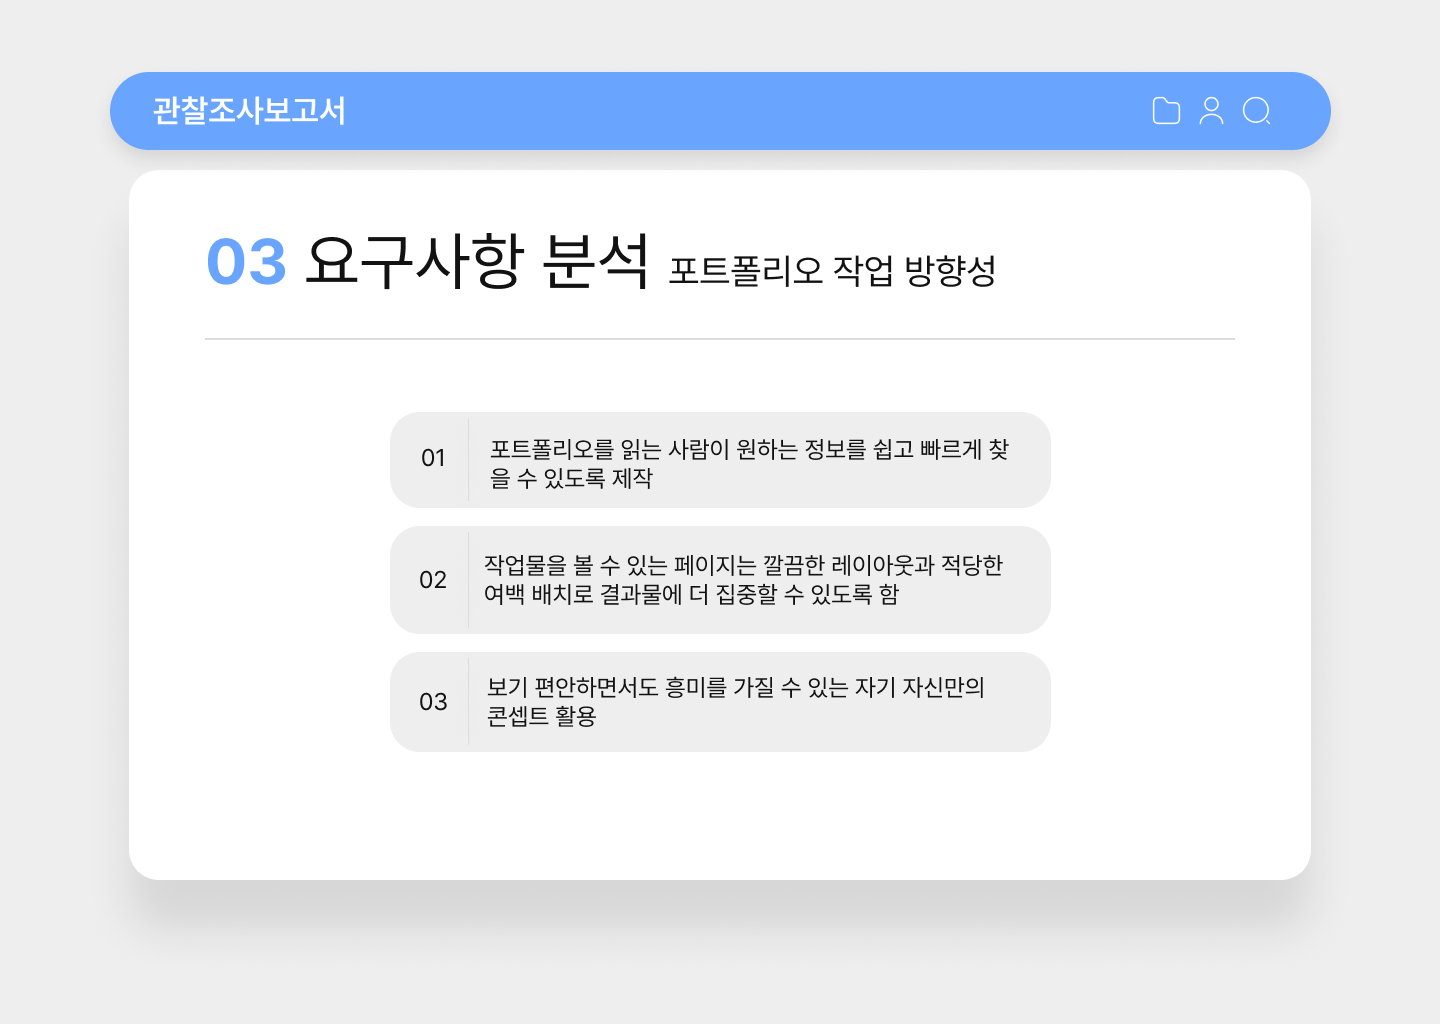 관찰조사보고서
03 요구사항 분석 포트폴리오 작업 방향성
01
포트폴리오를 읽는 사람이 원하는 정보를 쉽고 빠르게 찾
을 수 있도록 제작
02
작업물을 볼 수 있는 페이지는 깔끔한 레이아웃과 적당한
여백 배치로 결과물에 더 집중할 수 있도록 함
03
보기 편안하면서도 흥미를 가질 수 있는 자기 자신만의
콘셉트 활용